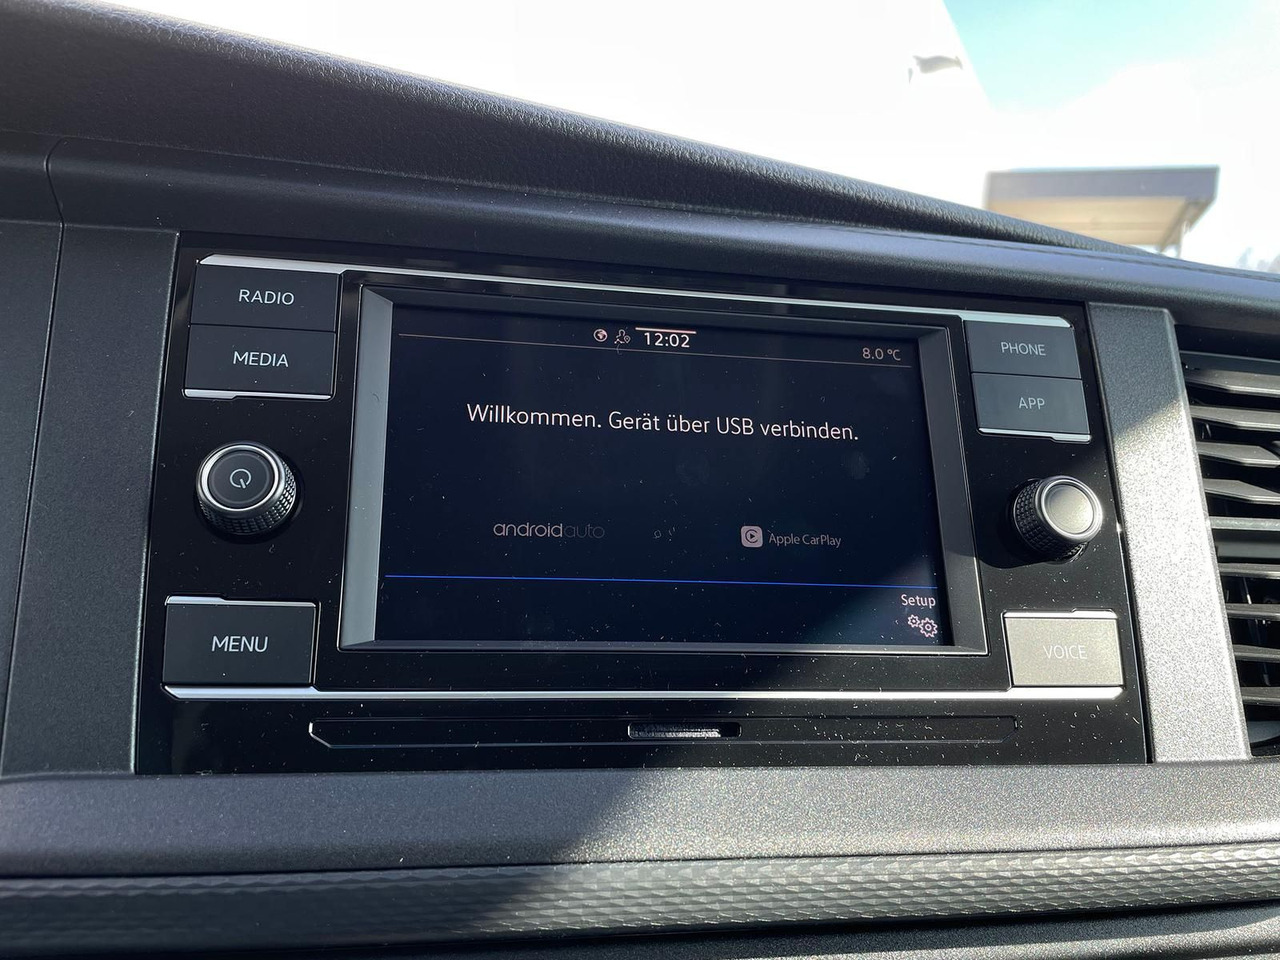 RADIO
MEDIA
MENU
12:02
8.0 °C
Willkommen. Gerät über USB verbinden.
androidauto
Apple CarPlay
Setup
PHONE
APP
VOICE